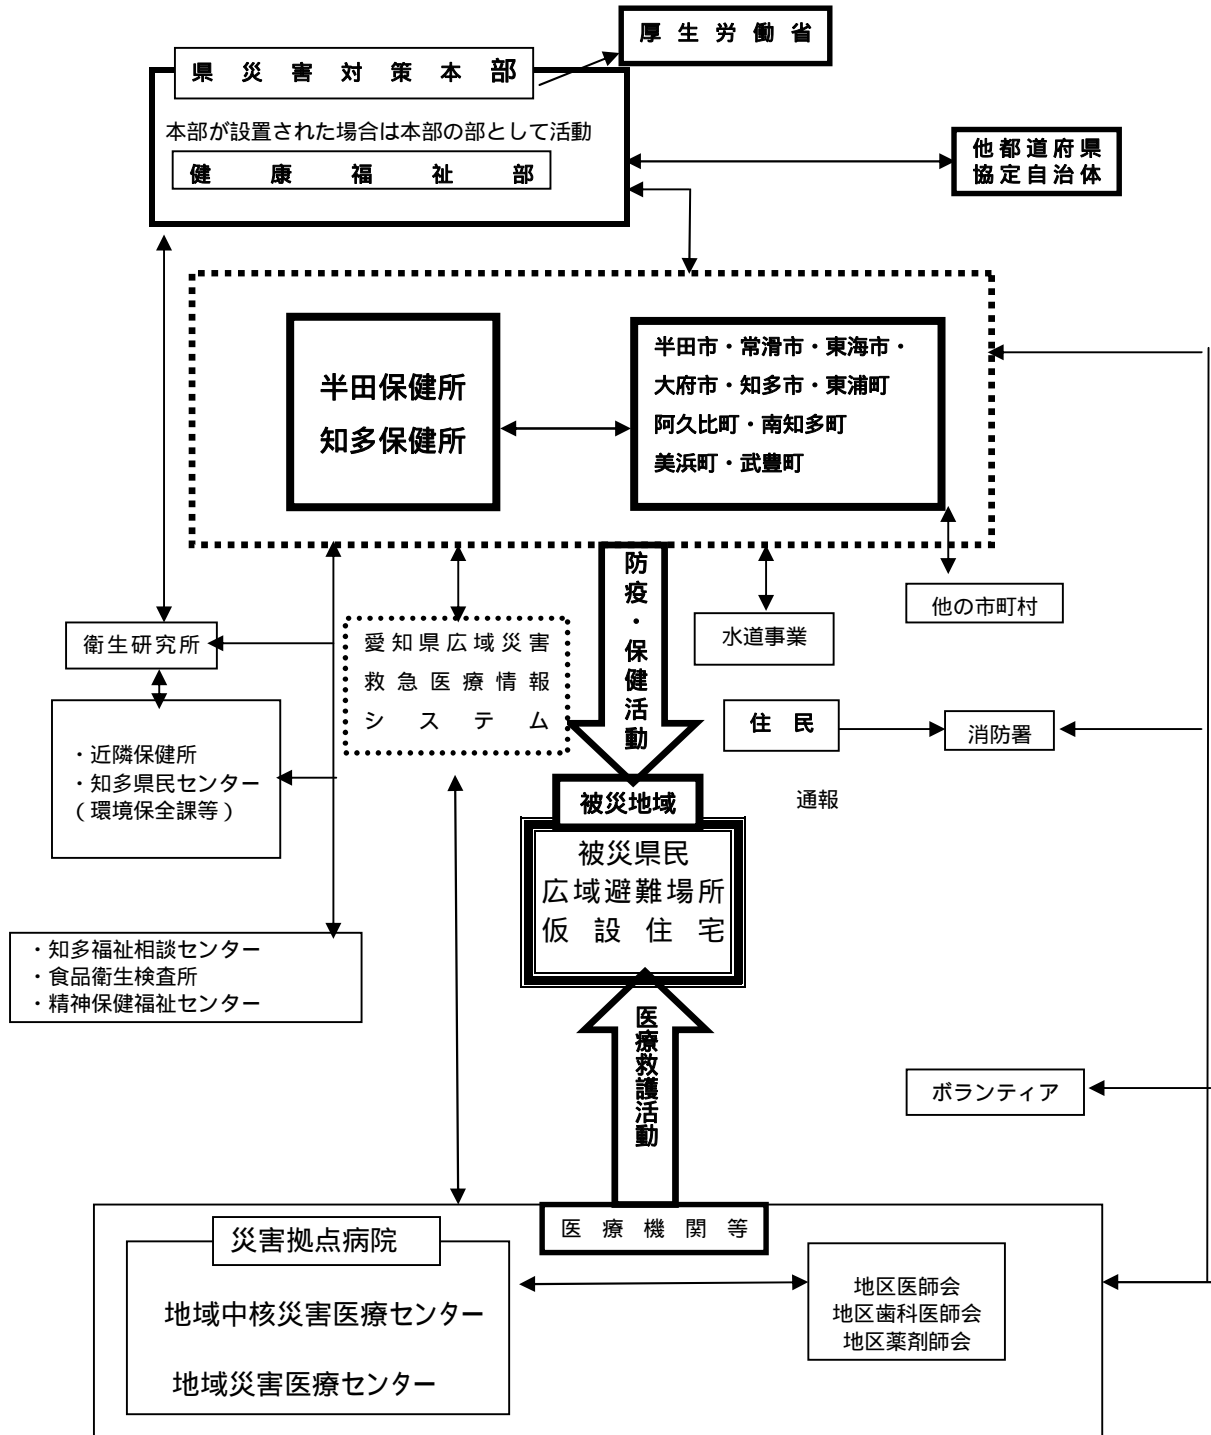 厚生労働省
県災害対策本部
本部が設置された場合は本部の部として活動
健康福祉部
他都道府県
協定自治体
半田保健所
知多保健所
半田市・常滑市・東海市・
大府市・知多市・東浦町
阿久比町・南知多町
美浜町・武豊町
防疫・保健活動
他の市町村
水道事業
衛生研究所
愛知県広域災害
救急医療情報
システム
住民
消防署
通報
・近隣保健所
・知多県民センター
(環境保全課等)
被災地域
被災県民
広域避難場所
仮設住宅
・知多福祉相談センター
・食品衛生検査所
・精神保健福祉センター
医療救護活動
ボランティア
医療機関等
災害拠点病院
地域中核災害医療センター
地域災害医療センター
地区医師会
地区歯科医師会
地区薬剤師会